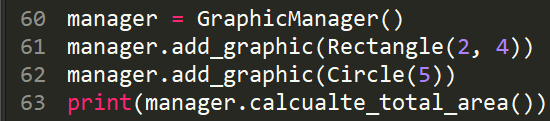 60 manager = GraphicManager()
61 manager.add_graphic(Rectangle(2, 4))
62 manager.add_graphic(Circle(5))
63 print(manager.calcualte_total_area())